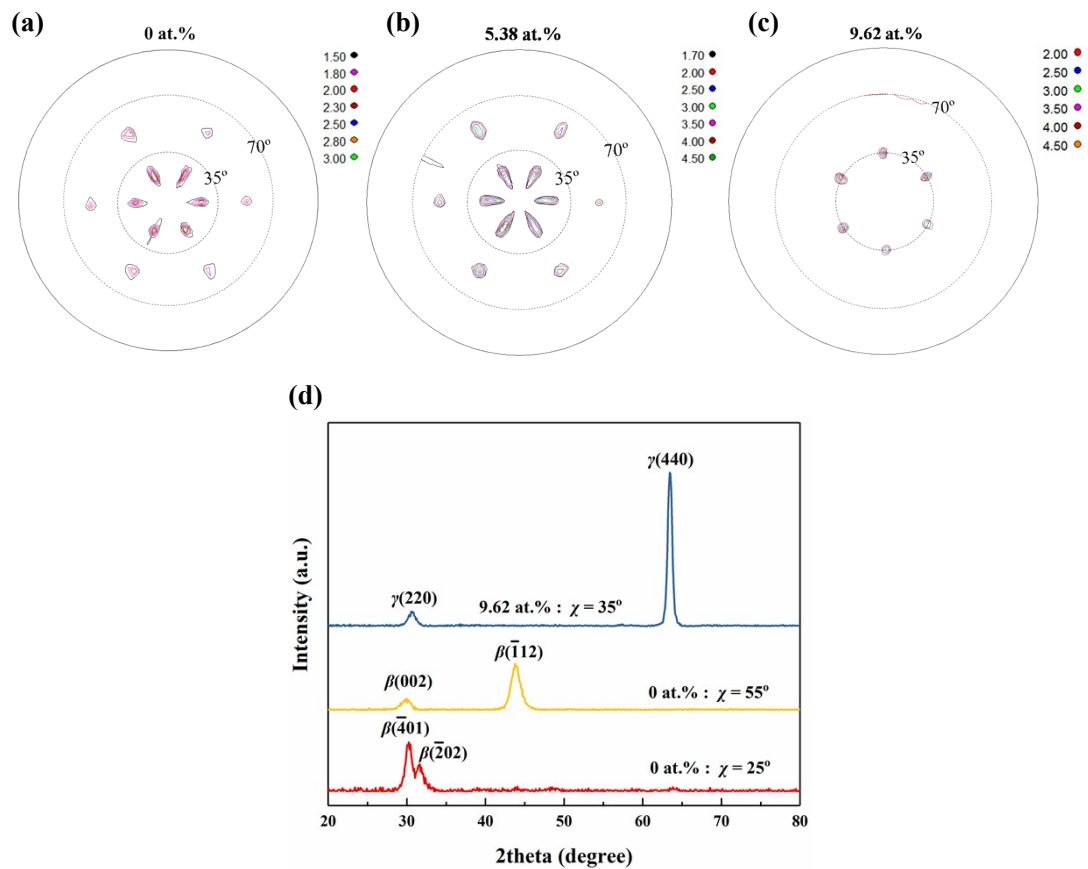 (a)
0 at.%
1.50
1.80
2.00
2.30
2.50
2.80
3.00
70º
35º
(b)
5.38 at.%
1.70
2.00
2.50
3.00
3.50
4.00
4.50
70º
35º
(c)
9.62 at.%
2.00
2.50
3.00
3.50
4.00
4.50
70º
35º
(d)
Intensity (a.u.)
γ(440)
γ(220)
9.62 at.% : χ = 35º
β(1̅12)
β(002)
0 at.% : χ = 55º
β(4̅01)
β(2̅02)
0 at.% : χ = 25º
20 30 40 50 60 70 80
2theta (degree)